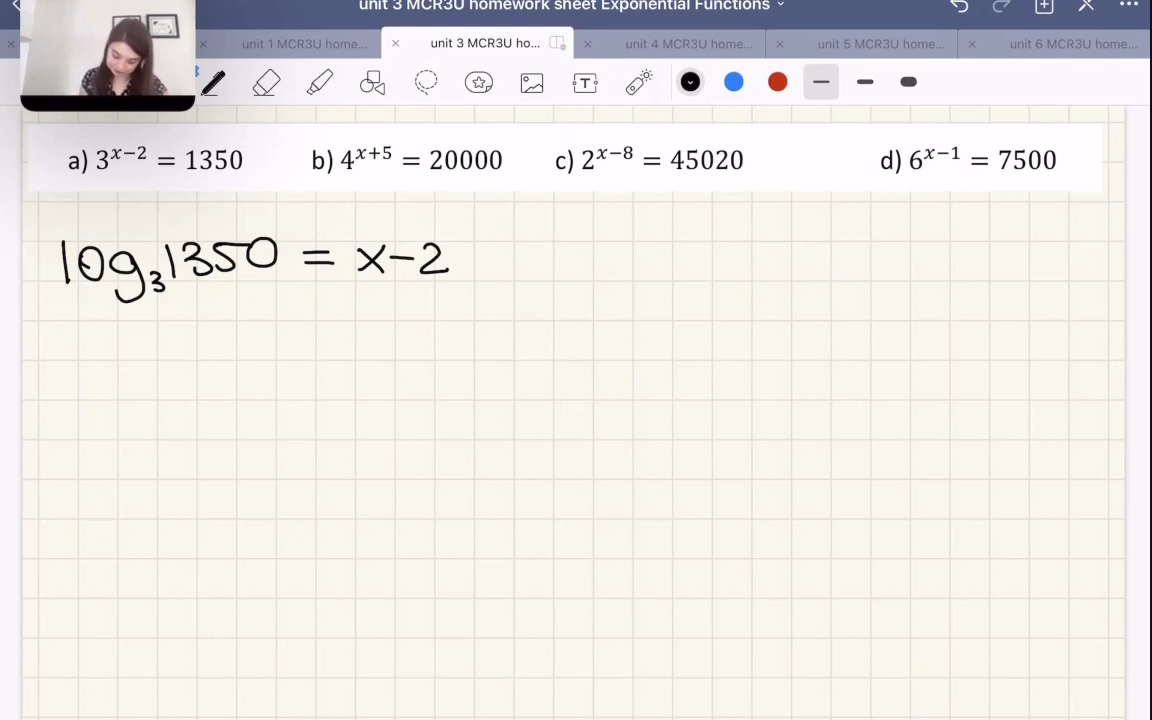 unit 3 MCR3U homework sheet Exponential Functions
unit 1 MCR3U home...
unit 3 MCR3U ho...
unit 4 MCR3U home...
unit 5 MCR3U home...
unit 6 MCR3U home...
T
a) 3^{x−2} = 1350
b) 4^{x+5} = 20000
c) 2^{x−8} = 45020
d) 6^{x−1} = 7500
log₃1350 = x-2